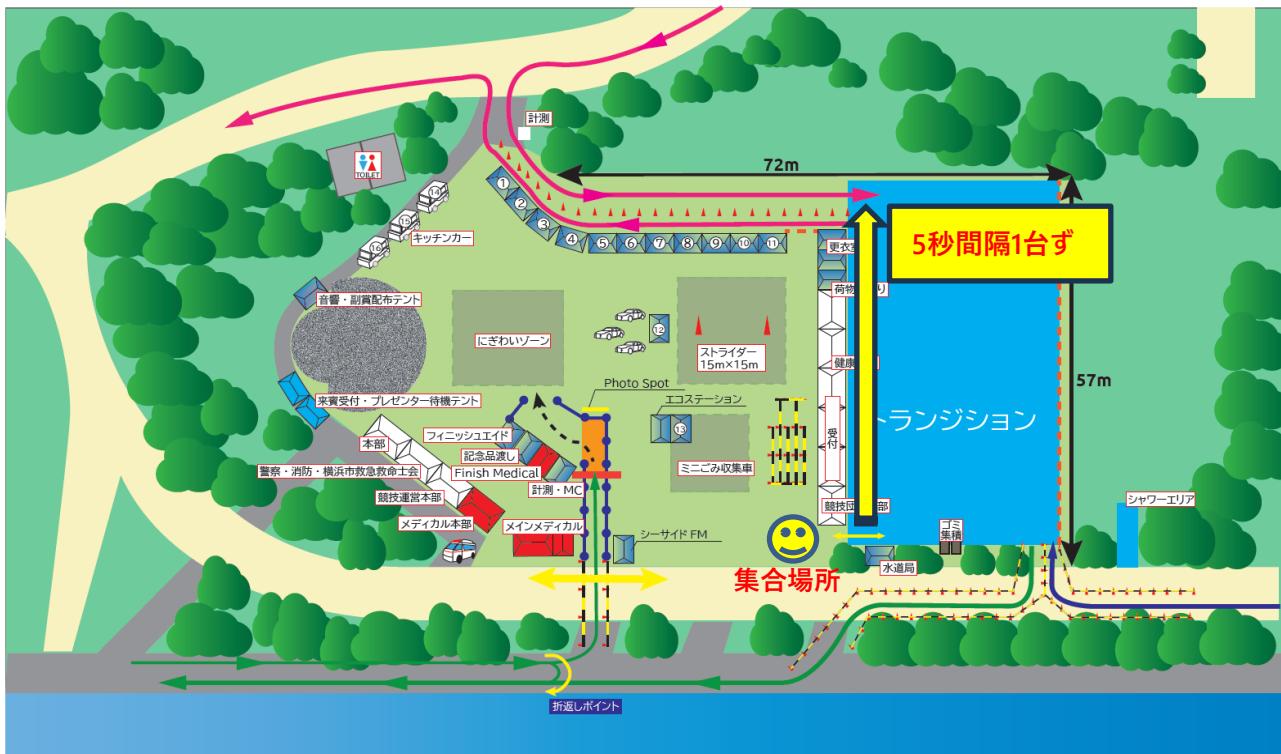 計測
72m
TOILET
①
②
③
④
⑤
⑥
⑦
⑧
⑨
⑩
⑪
⑭
⑮
⑯
キッチンカー
5秒間隔1台ず
更衣
荷物
り
音響・副賞配布テント
にぎわいゾーン
⑫
ストライダー
15m×15m
健康
57m
Photo Spot
エコステーション
⑬
来賓受付・プレゼンター待機テント
トランジション
受付
本部
フィニッシュエイド
記念品渡し
Finish Medical
計測・MC
ミニごみ収集車
警察・消防・横浜市救急救命士会
競技運営本部
メディカル本部
メインメディカル
シーサイド FM
競技団
部
シャワーエリア
ゴミ
集積
水道局
集合場所
折返しポイント